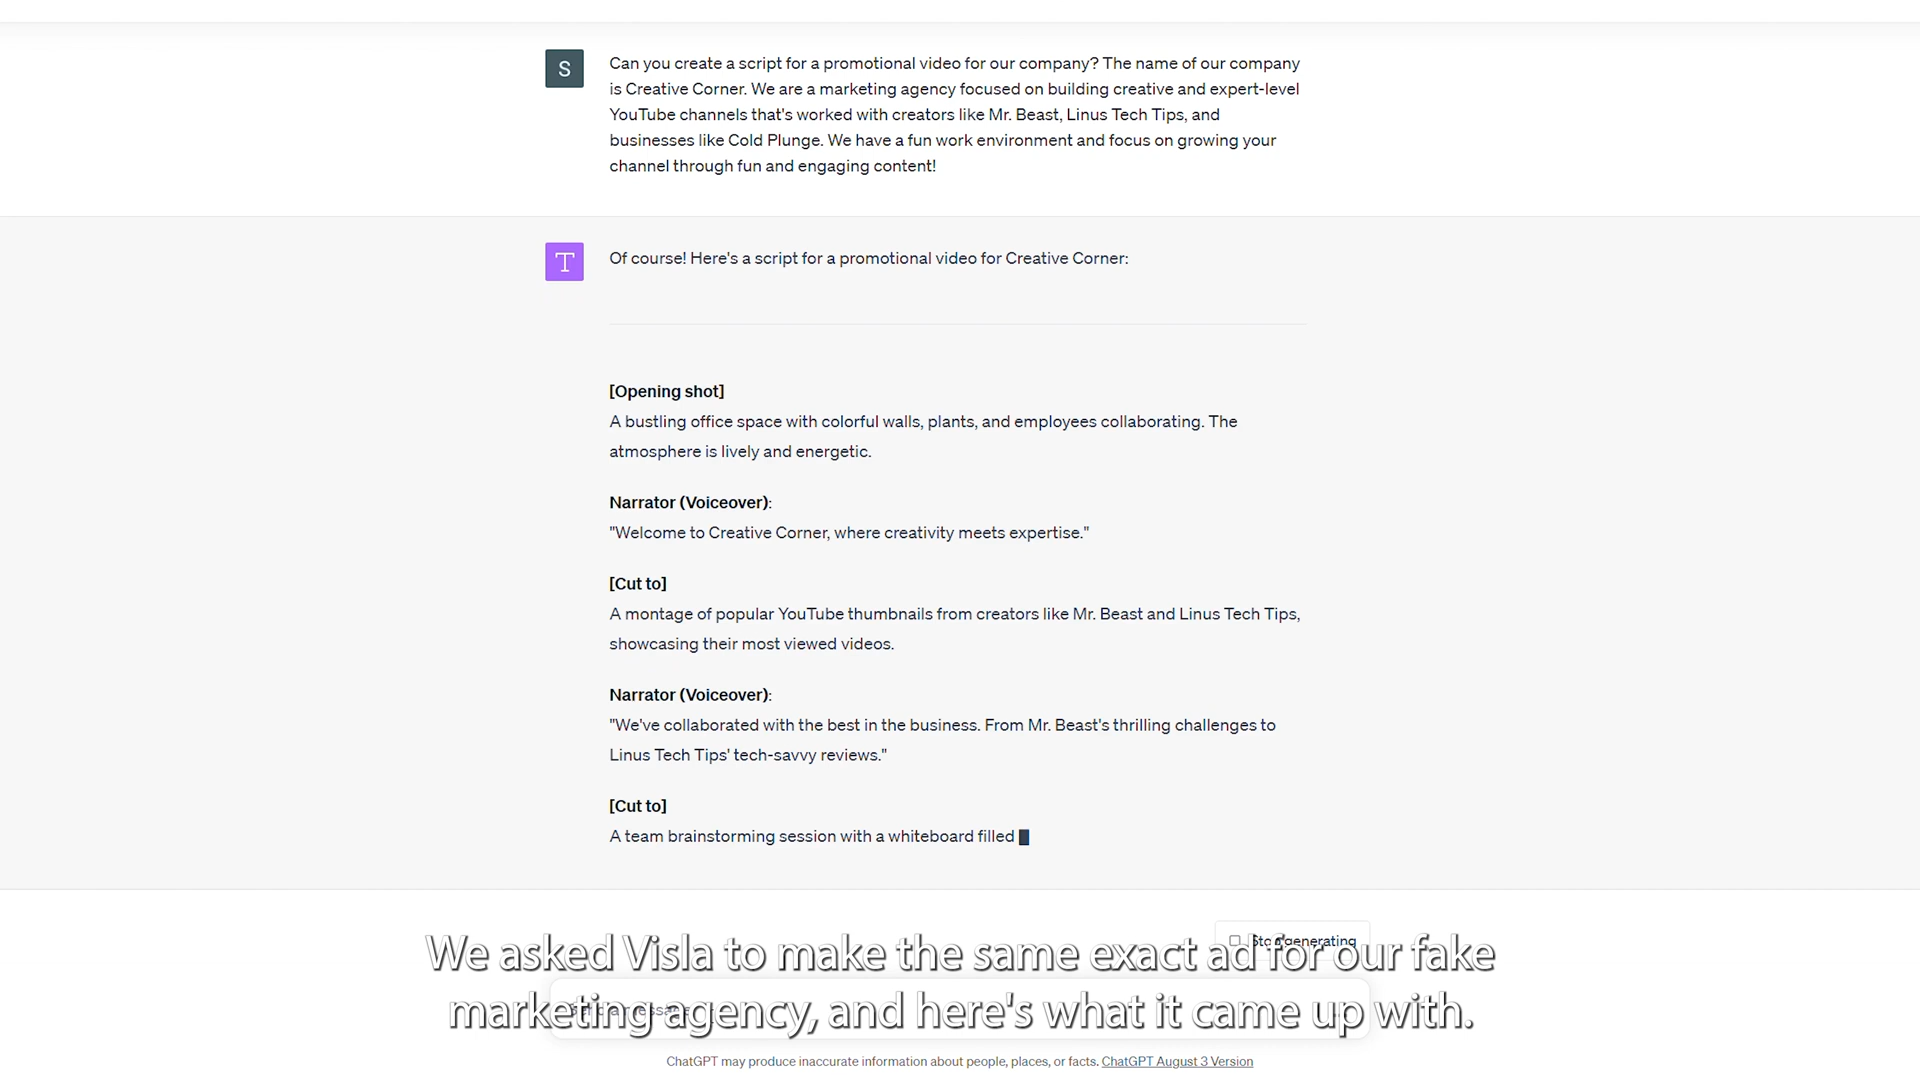 S
Can you create a script for a promotional video for our company? The name of our company
is Creative Corner. We are a marketing agency focused on building creative and expert-level
YouTube channels that's worked with creators like Mr. Beast, Linus Tech Tips, and
businesses like Cold Plunge. We have a fun work environment and focus on growing your
channel through fun and engaging content!
T
Of course! Here's a script for a promotional video for Creative Corner:
[Opening shot]
A bustling office space with colorful walls, plants, and employees collaborating. The
atmosphere is lively and energetic.
Narrator (Voiceover):
"Welcome to Creative Corner, where creativity meets expertise."
[Cut to]
A montage of popular YouTube thumbnails from creators like Mr. Beast and Linus Tech Tips,
showcasing their most viewed videos.
Narrator (Voiceover):
"We've collaborated with the best in the business. From Mr. Beast's thrilling challenges to
Linus Tech Tips' tech-savvy reviews."
[Cut to]
A team brainstorming session with a whiteboard filled
Stop generating
We asked Visla to make the same exact ad for our fake
marketing agency, and here's what it came up with.
ChatGPT may produce inaccurate information about people, places, or facts. ChatGPT August 3 Version